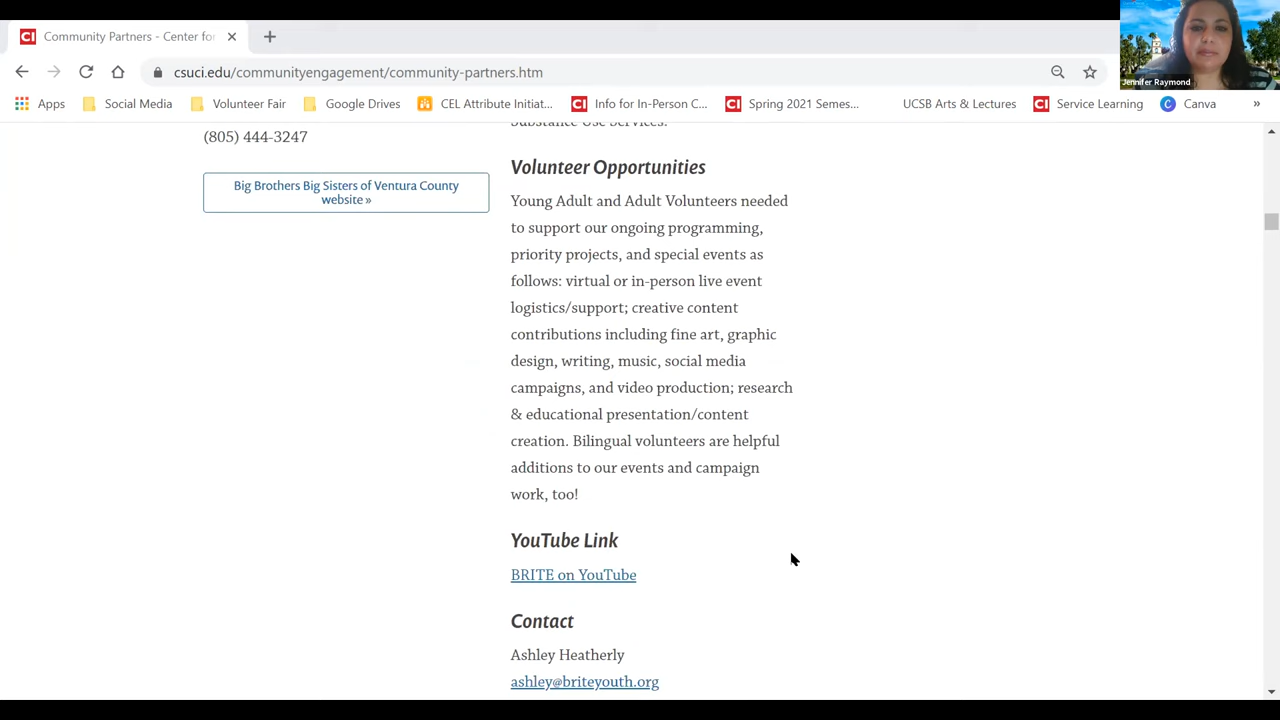 Community Partners - Center for
csuci.edu/communityengagement/community-partners.htm
Jennifer Raymond
Apps
Social Media
Volunteer Fair
Google Drives
CEL Attribute Initiat...
Info for In-Person C...
Spring 2021 Semes...
UCSB Arts & Lectures
Service Learning
Canva
»
(805) 444-3247
Big Brothers Big Sisters of Ventura County
website »
Substance Use Services.
Volunteer Opportunities
Young Adult and Adult Volunteers needed
to support our ongoing programming,
priority projects, and special events as
follows: virtual or in-person live event
logistics/support; creative content
contributions including fine art, graphic
design, writing, music, social media
campaigns, and video production; research
& educational presentation/content
creation. Bilingual volunteers are helpful
additions to our events and campaign
work, too!
YouTube Link
BRITE on YouTube
Contact
Ashley Heatherly
ashley@briteyouth.org